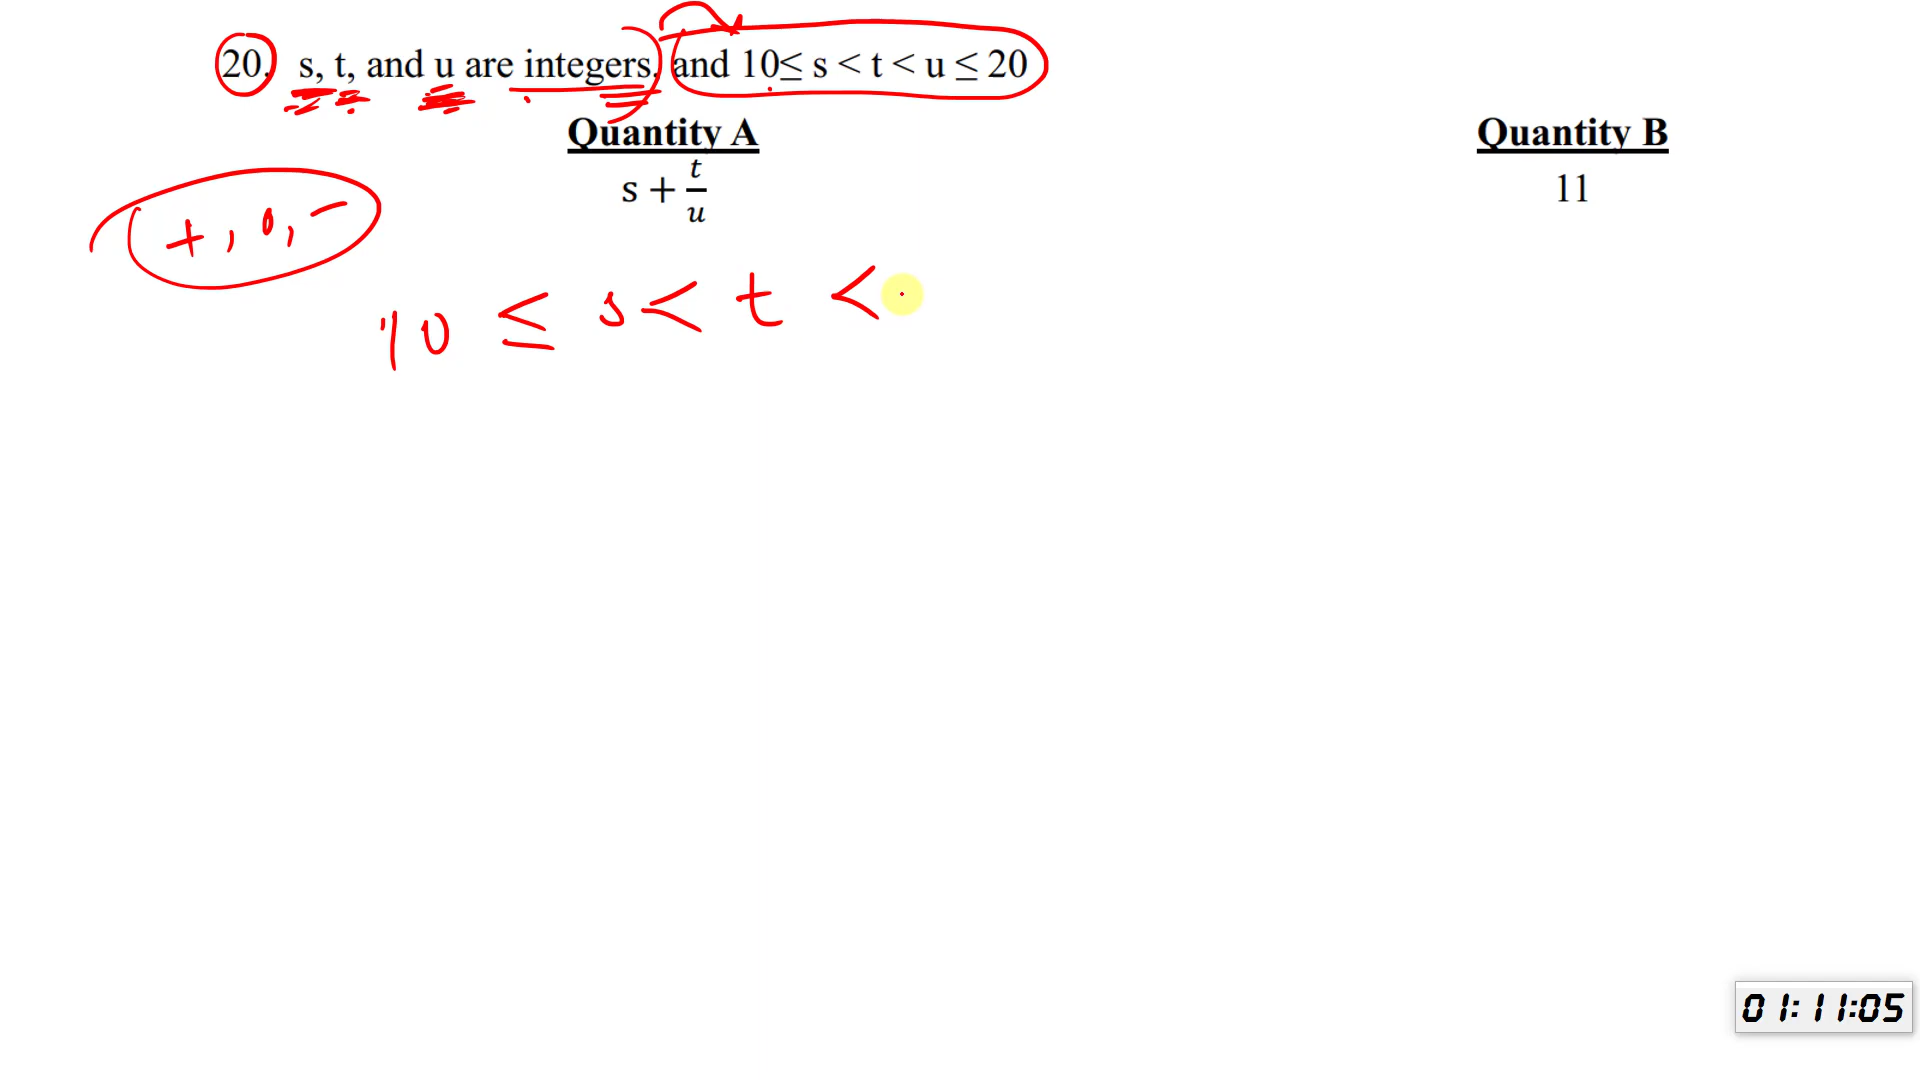 20. s, t, and u are integers. and 10≤ s < t < u ≤ 20
Quantity A
Quantity B
s + t/u
11
+, 0, −
10 ≤ s < t <
01:11:05